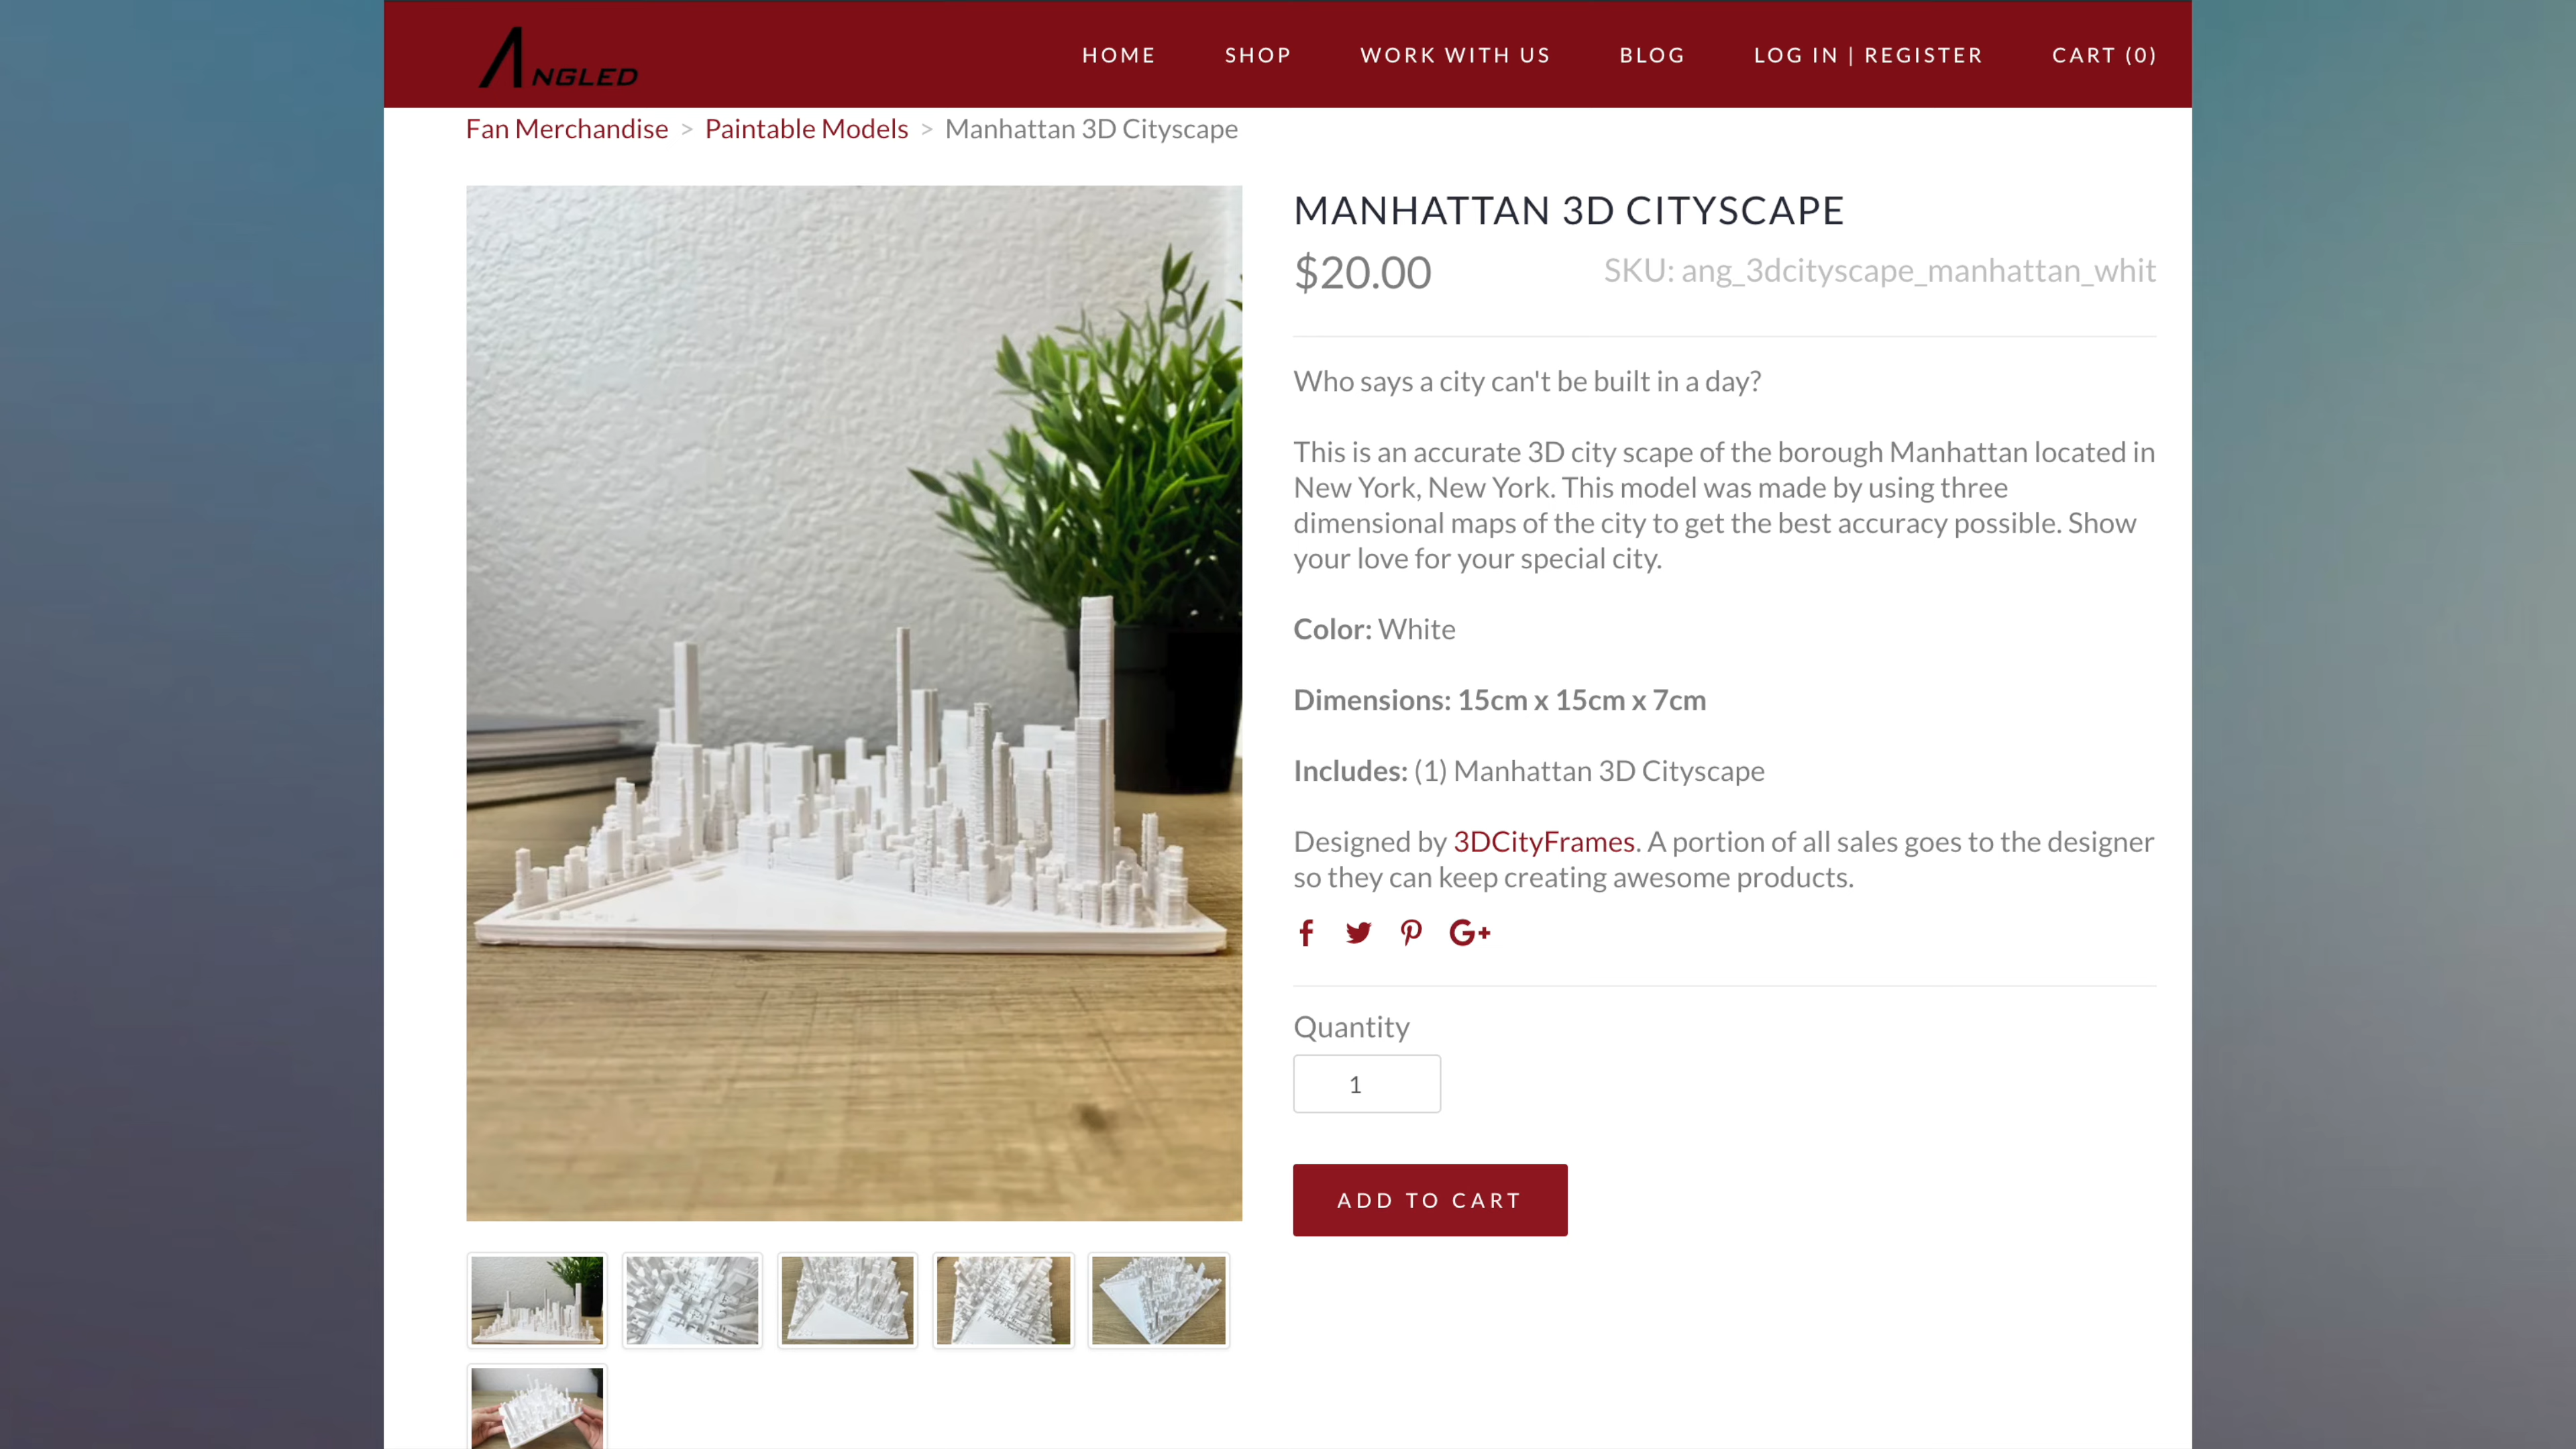 ANGLED
HOME SHOP WORK WITH US BLOG LOG IN | REGISTER CART (0)
Fan Merchandise > Paintable Models > Manhattan 3D Cityscape
MANHATTAN 3D CITYSCAPE
$20.00 SKU: ang_3dcityscape_manhattan_whit
Who says a city can't be built in a day?
This is an accurate 3D city scape of the borough Manhattan located in
New York, New York. This model was made by using three
dimensional maps of the city to get the best accuracy possible. Show
your love for your special city.
Color: White
Dimensions: 15cm x 15cm x 7cm
Includes: (1) Manhattan 3D Cityscape
Designed by 3DCityFrames. A portion of all sales goes to the designer
so they can keep creating awesome products.
f G+
Quantity
1
ADD TO CART